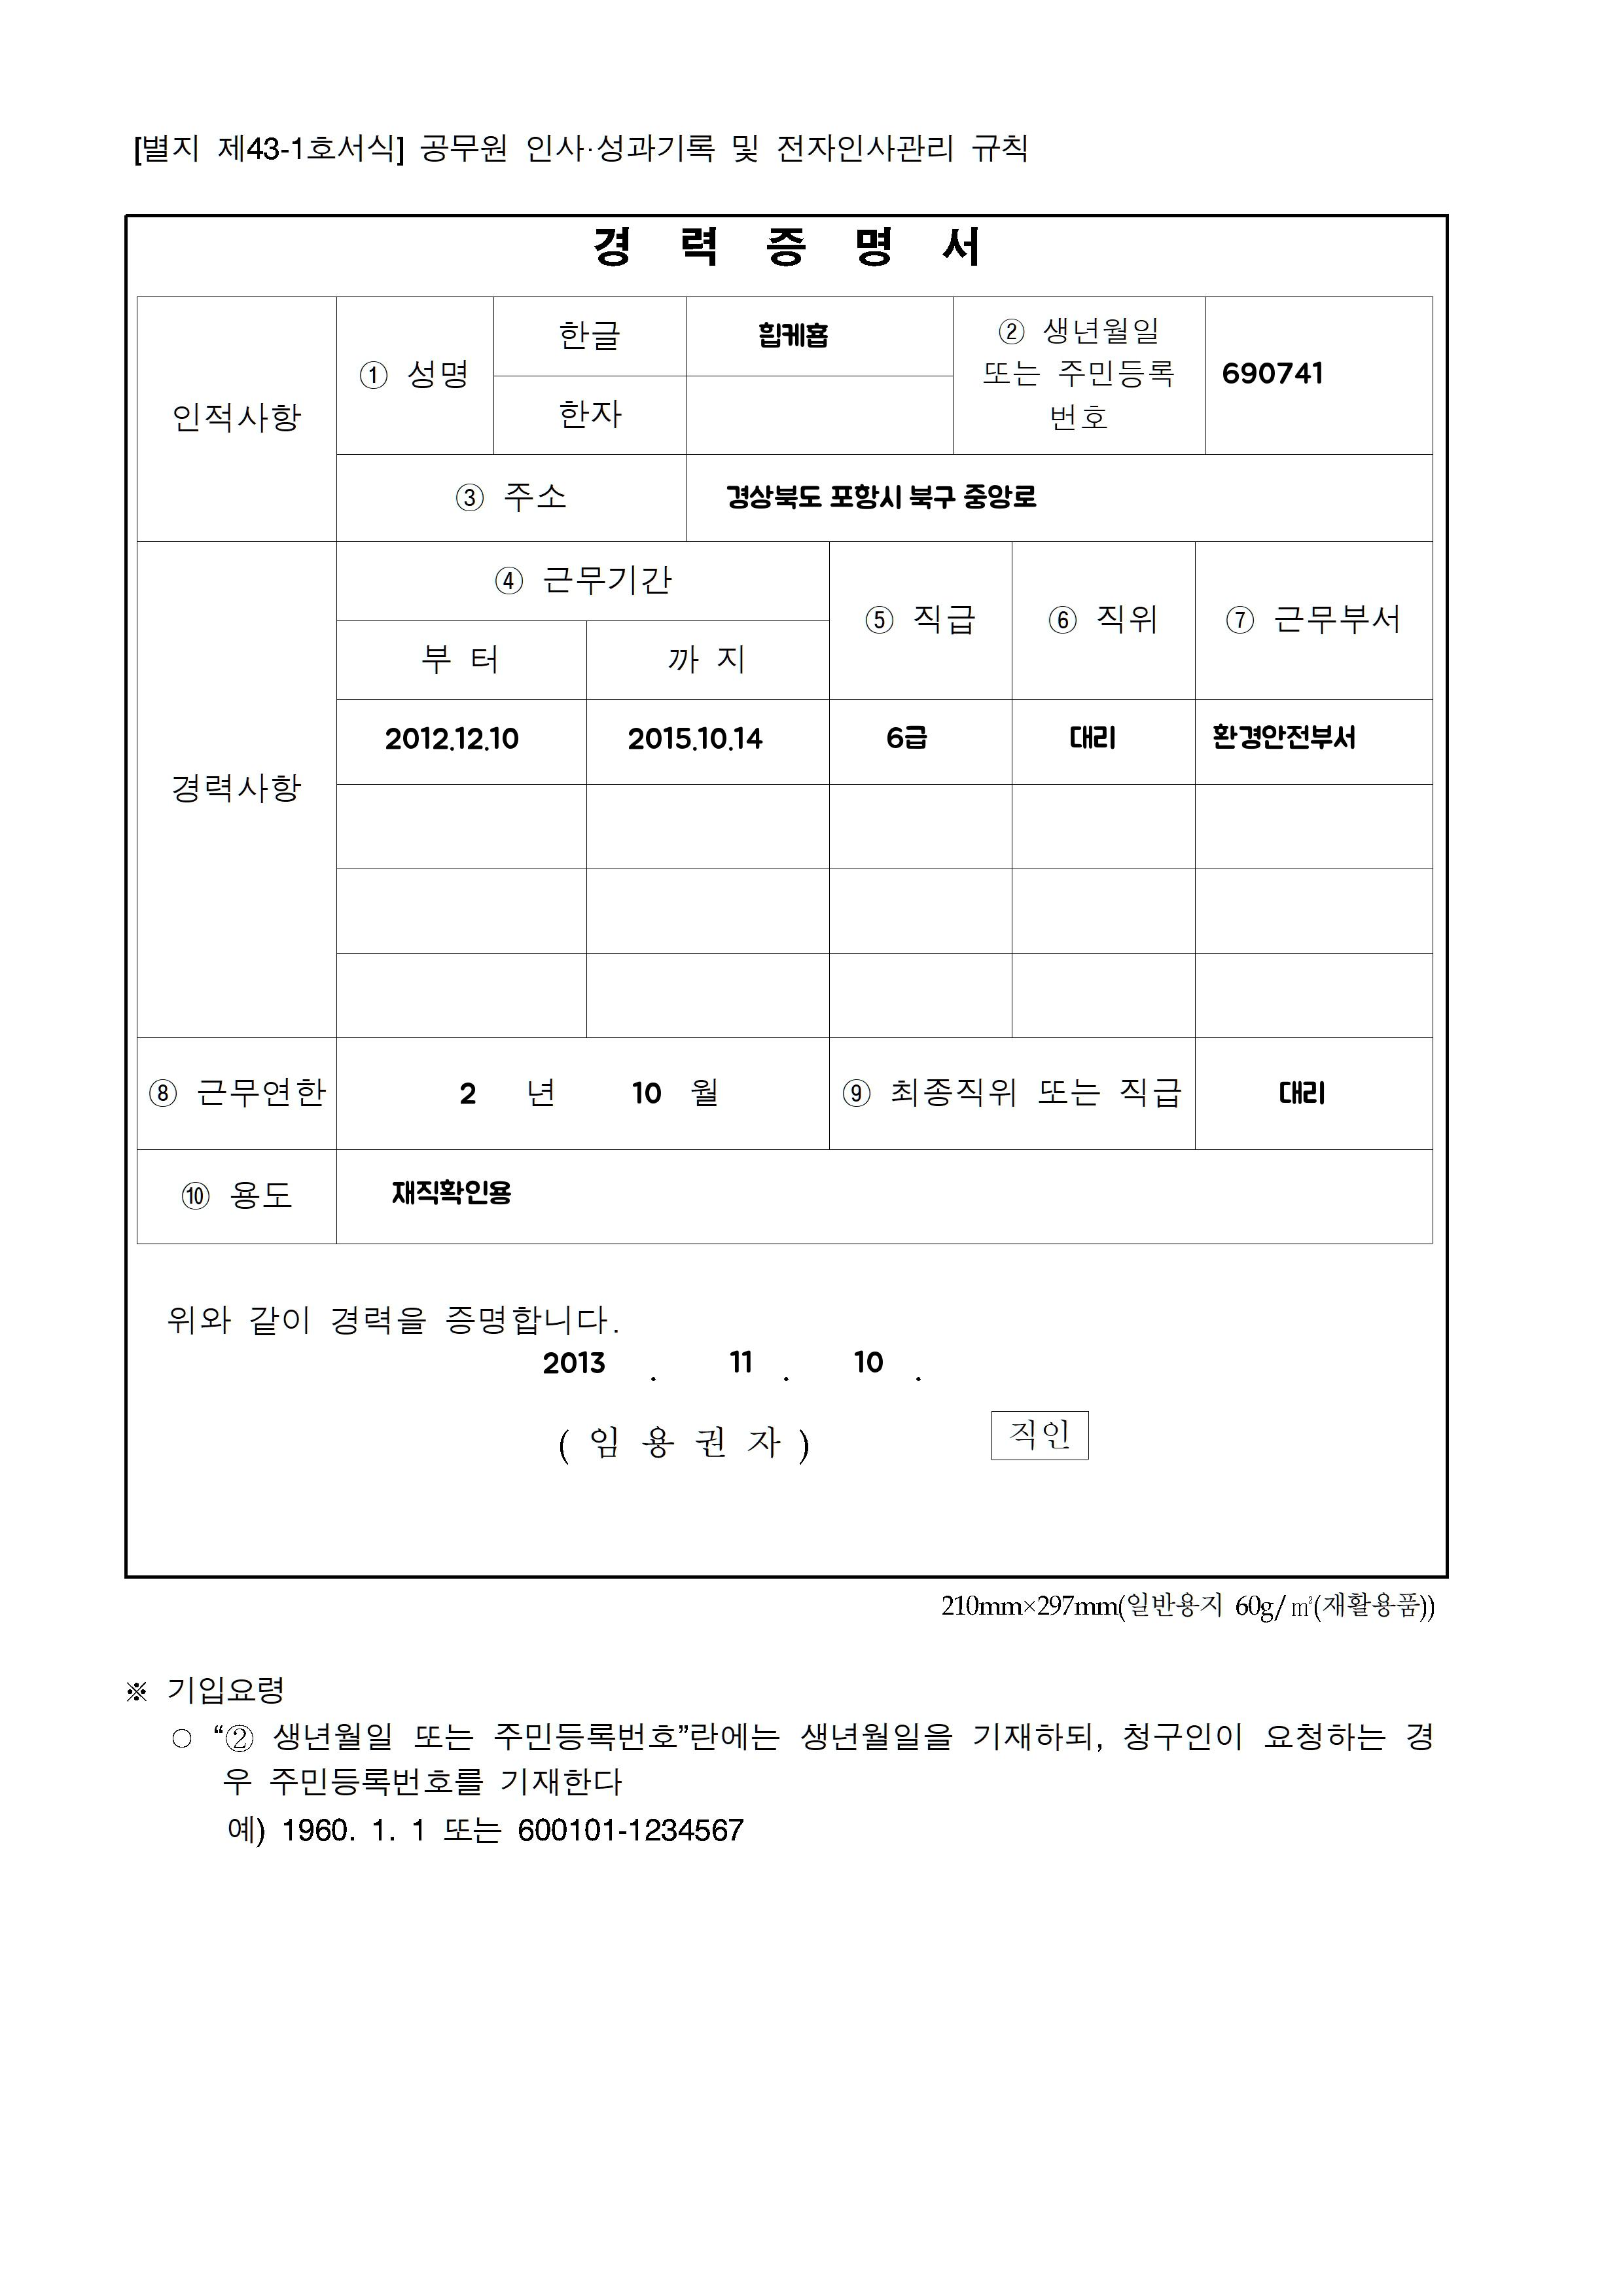 [별지 제43-1호서식] 공무원 인사·성과기록 및 전자인사관리 규칙
경 력 증 명 서
인적사항
① 성명
한글
힙케홉
② 생년월일
또는 주민등록
번호
690741
한자
③ 주소
경상북도 포항시 북구 중앙로
경력사항
④ 근무기간
⑤ 직급
⑥ 직위
⑦ 근무부서
부 터
까 지
2012.12.10
2015.10.14
6급
대리
환경안전부서
⑧ 근무연한
2 년 10 월
⑨ 최종직위 또는 직급
대리
⑩ 용도
재직확인용
위와 같이 경력을 증명합니다.
2013 . 11 . 10 .
( 임 용 권 자 )
직인
210mm×297mm(일반용지 60g/㎡(재활용품))
※ 기입요령
○ “② 생년월일 또는 주민등록번호”란에는 생년월일을 기재하되, 청구인이 요청하는 경
우 주민등록번호를 기재한다
예) 1960. 1. 1 또는 600101-1234567